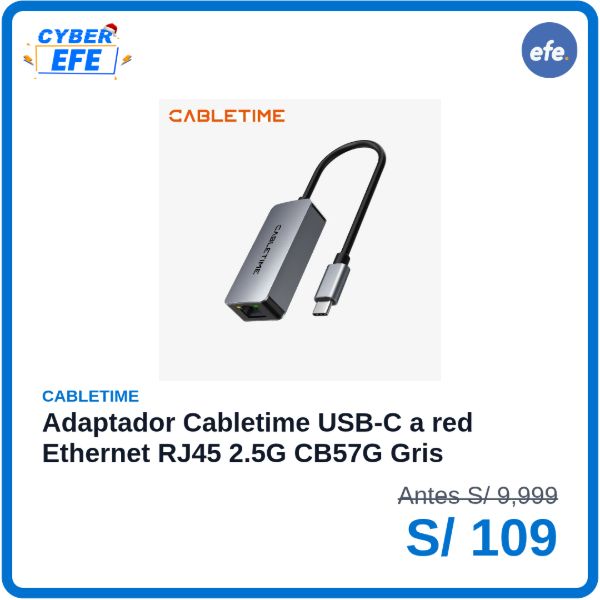 CYBER
EFE
efe.
CABLETIME
CABLETIME
CABLETIME
Adaptador Cabletime USB-C a red
Ethernet RJ45 2.5G CB57G Gris
Antes S/ 9,999
S/ 109